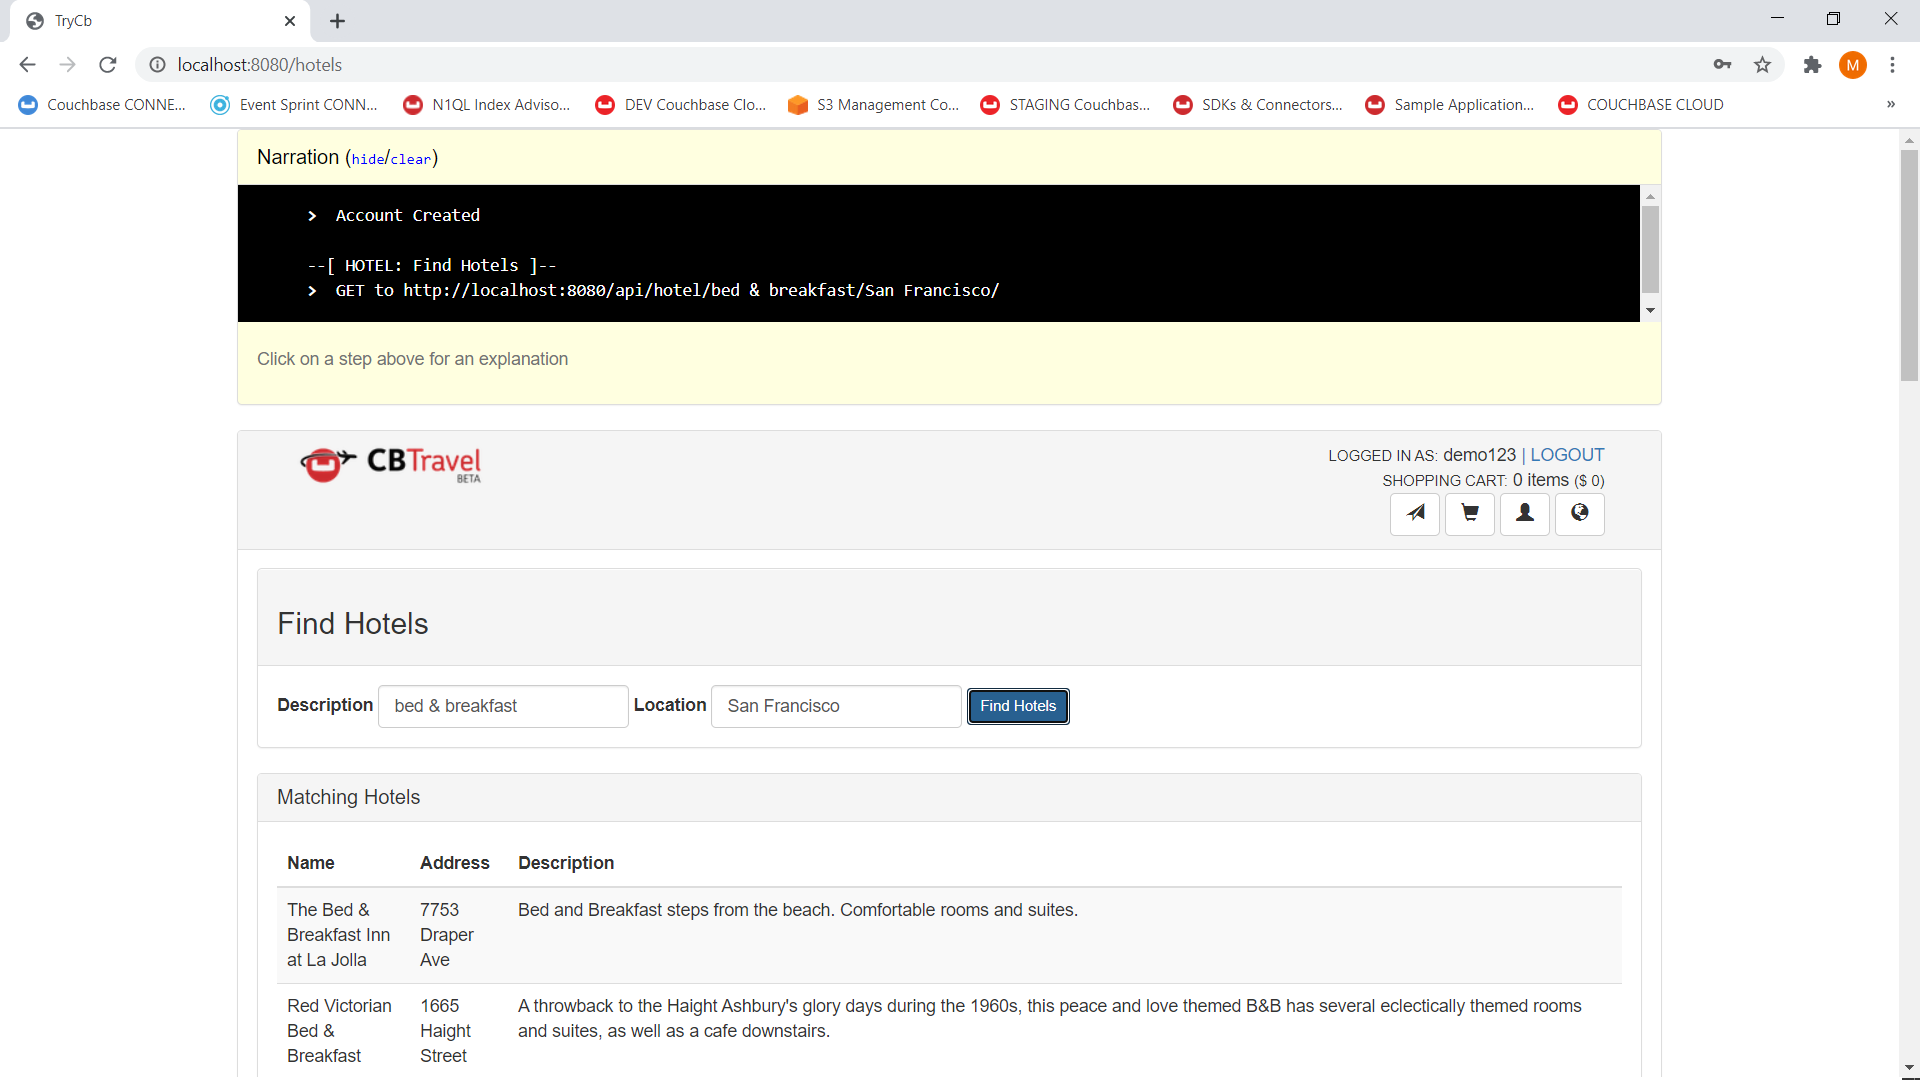 TryCb
localhost:8080/hotels
M
Couchbase CONNE...
Event Sprint CONN...
N1QL Index Adviso...
DEV Couchbase Clo...
S3 Management Co...
STAGING Couchbas...
SDKs & Connectors...
Sample Application...
COUCHBASE CLOUD
»
Narration (hide/clear)
> Account Created
--[ HOTEL: Find Hotels ]--
> GET to http://localhost:8080/api/hotel/bed & breakfast/San Francisco/
Click on a step above for an explanation
CBTravel
BETA
LOGGED IN AS: demo123 | LOGOUT
SHOPPING CART: 0 items ($ 0)
Find Hotels
Description bed & breakfast Location San Francisco Find Hotels
Matching Hotels
Name Address Description
The Bed & 7753 Bed and Breakfast steps from the beach. Comfortable rooms and suites.
Breakfast Inn Draper
at La Jolla Ave
Red Victorian 1665 A throwback to the Haight Ashbury's glory days during the 1960s, this peace and love themed B&B has several eclectically themed rooms
Bed & Haight and suites, as well as a cafe downstairs.
Breakfast Street